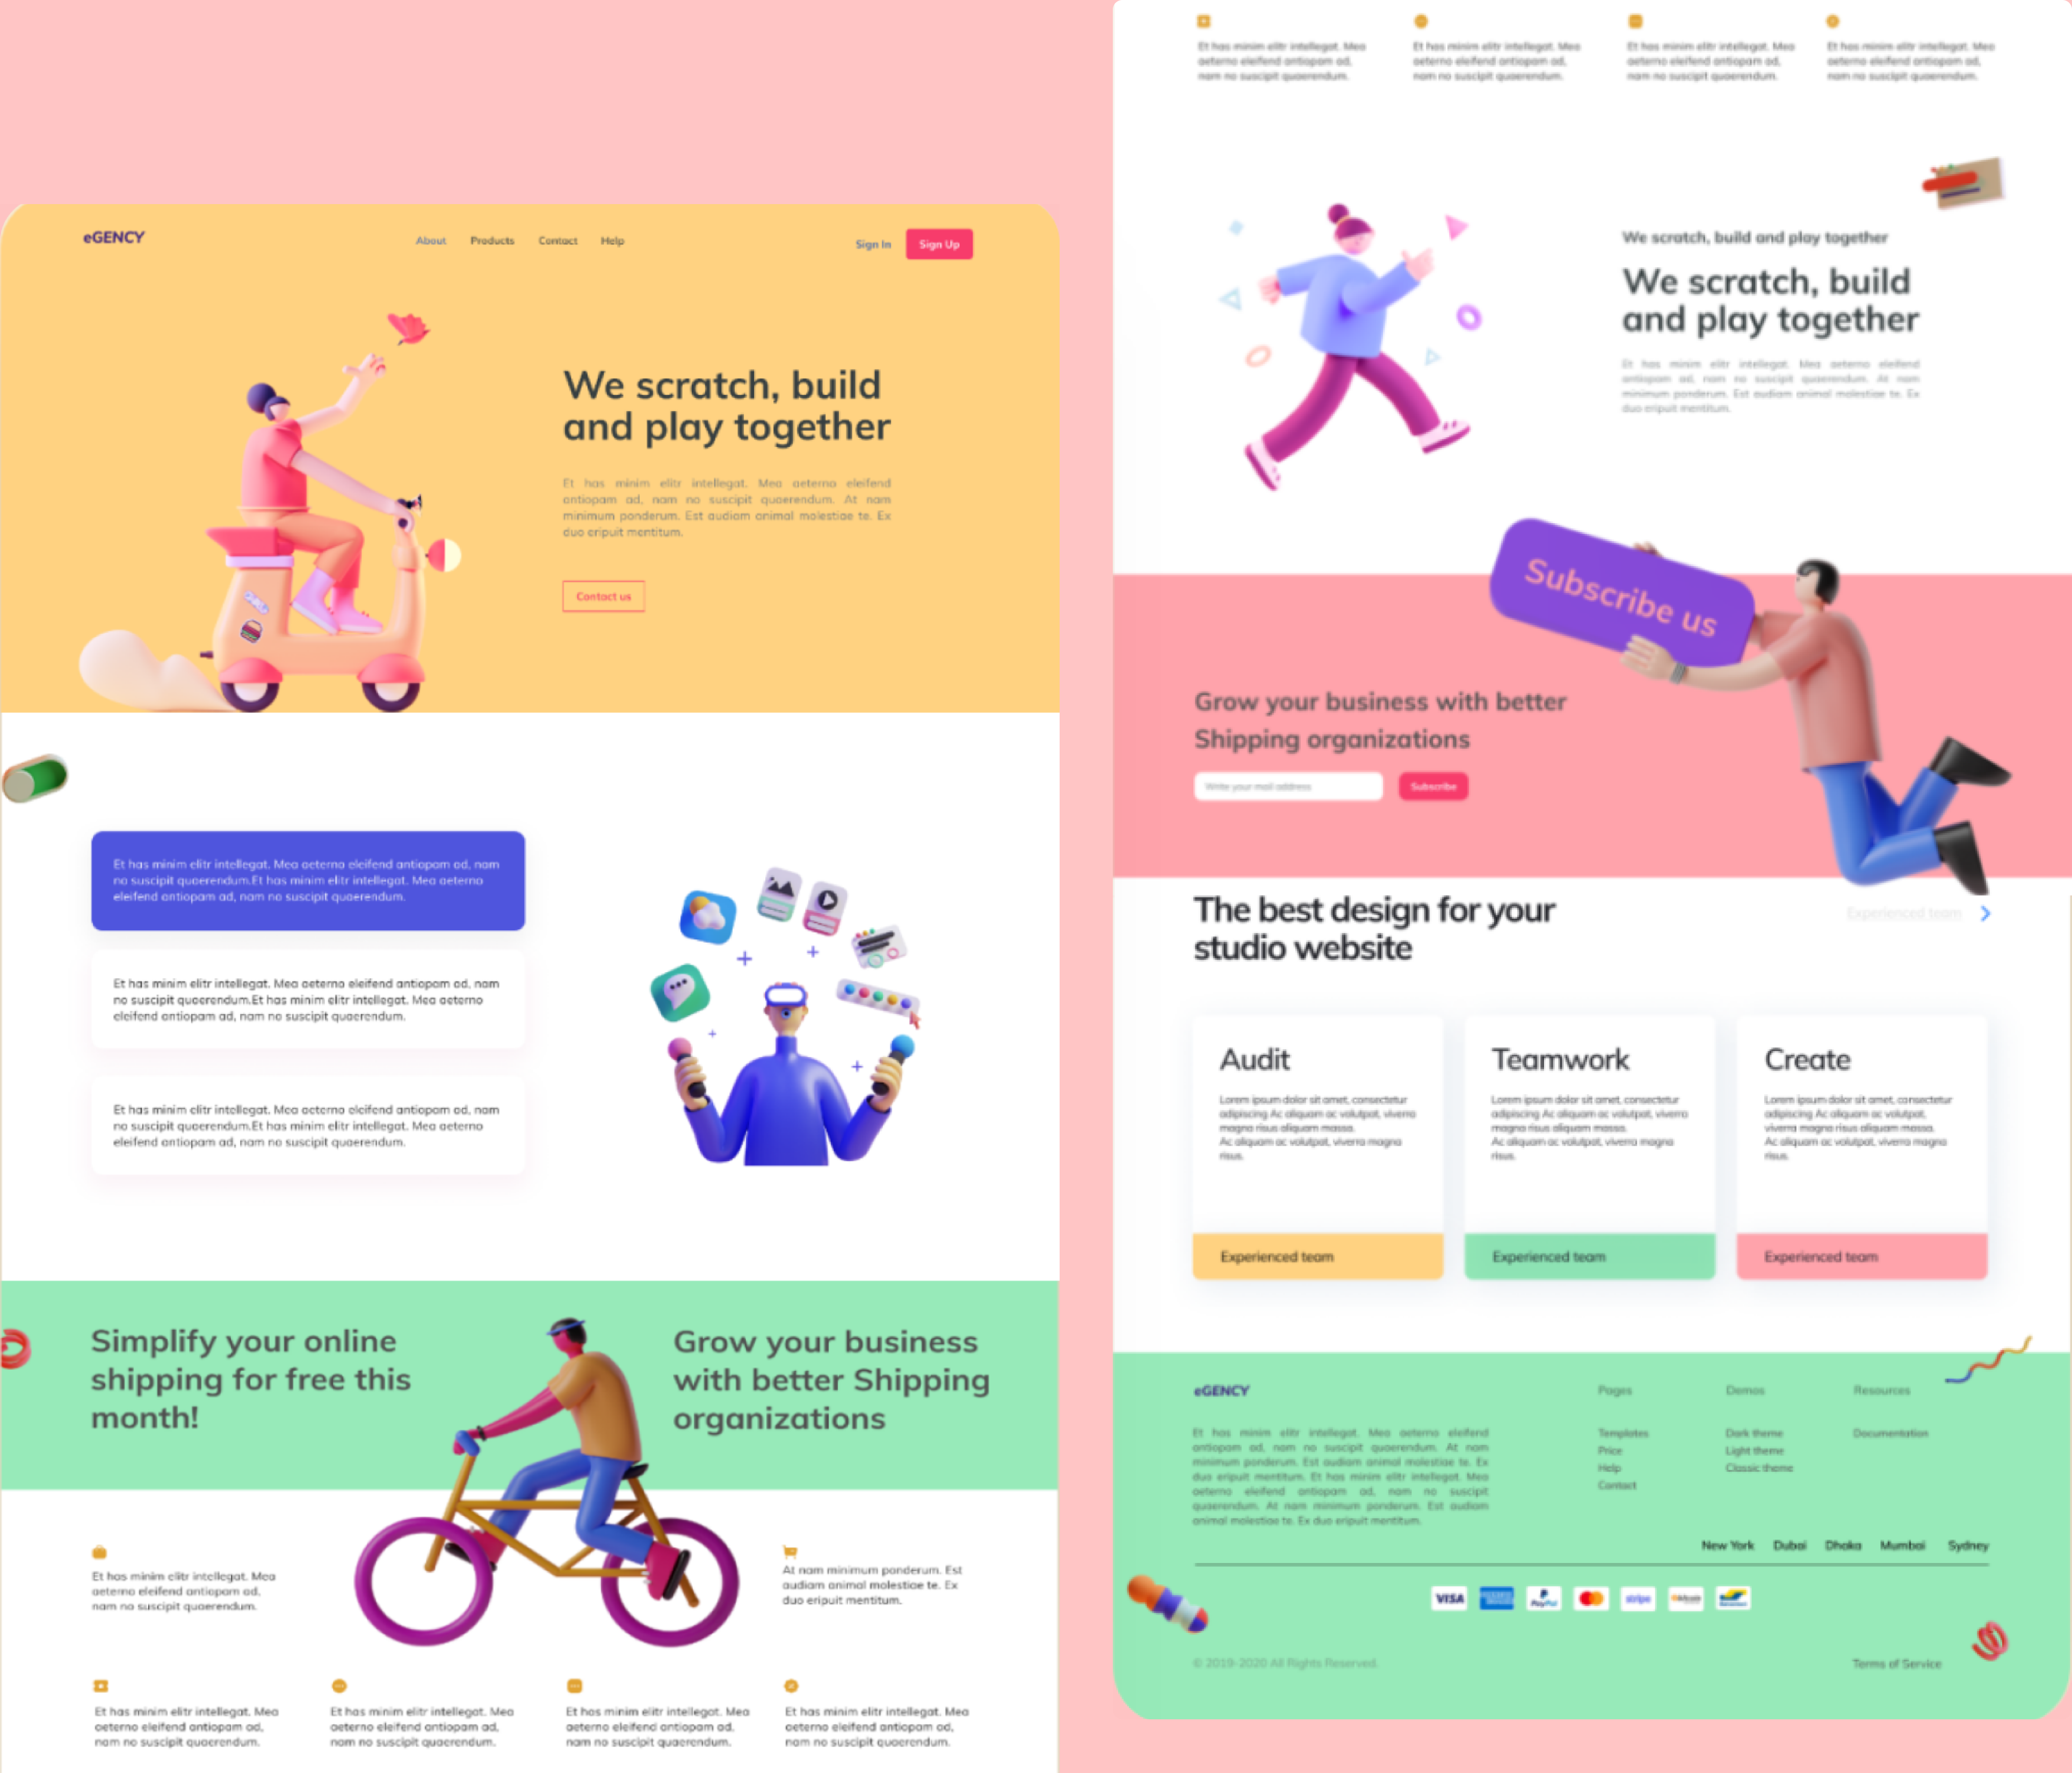 eGENCY
About Products Contact Help
Sign In Sign Up
We scratch, build
and play together
Et has minim elitr intellegat. Mea aeterno eleifend
antiopam ad, nam no suscipit quaerendum. At nam
minimum ponderum. Est audiam animal molestiae te. Ex
duo eripuit mentitum.
Contact us
Et has minim elitr intellegat. Mea aeterno eleifend antiopam ad, nam
no suscipit quaerendum.Et has minim elitr intellegat. Mea aeterno
eleifend antiopam ad, nam no suscipit quaerendum.
Et has minim elitr intellegat. Mea aeterno eleifend antiopam ad, nam
no suscipit quaerendum.Et has minim elitr intellegat. Mea aeterno
eleifend antiopam ad, nam no suscipit quaerendum.
Et has minim elitr intellegat. Mea aeterno eleifend antiopam ad, nam
no suscipit quaerendum.Et has minim elitr intellegat. Mea aeterno
eleifend antiopam ad, nam no suscipit quaerendum.
Simplify your online
shipping for free this
month!
Grow your business
with better Shipping
organizations
Et has minim elitr intellegat. Mea
aeterno eleifend antiopam ad,
nam no suscipit quaerendum.
At nam minimum ponderum. Est
audiam animal molestiae te. Ex
duo eripuit mentitum.
Et has minim elitr intellegat. Mea
aeterno eleifend antiopam ad,
nam no suscipit quaerendum.
Et has minim elitr intellegat. Mea
aeterno eleifend antiopam ad,
nam no suscipit quaerendum.
Et has minim elitr intellegat. Mea
aeterno eleifend antiopam ad,
nam no suscipit quaerendum.
Et has minim elitr intellegat. Mea
aeterno eleifend antiopam ad,
nam no suscipit quaerendum.
Et has minim elitr intellegat. Mea
aeterno eleifend antiopam ad,
nam no suscipit quaerendum.
Et has minim elitr intellegat. Mea
aeterno eleifend antiopam ad,
nam no suscipit quaerendum.
Et has minim elitr intellegat. Mea
aeterno eleifend antiopam ad,
nam no suscipit quaerendum.
Et has minim elitr intellegat. Mea
aeterno eleifend antiopam ad,
nam no suscipit quaerendum.
We scratch, build and play together
We scratch, build
and play together
Et has minim elitr intellegat. Mea aeterno eleifend
antiopam ad, nam no suscipit quaerendum. At nam
minimum ponderum. Est audiam animal molestiae te. Ex
duo eripuit mentitum.
Subscribe us
Grow your business with better
Shipping organizations
Write your mail address
Subscribe
The best design for your
studio website
Experienced team
Audit
Lorem ipsum dolor sit amet, consectetur
adipiscing Ac aliquam ac volutpat, viverra
magna risus aliquam massa.
Ac aliquam ac volutpat, viverra magna
risus.
Experienced team
Teamwork
Lorem ipsum dolor sit amet, consectetur
adipiscing Ac aliquam ac volutpat, viverra
magna risus aliquam massa.
Ac aliquam ac volutpat, viverra magna
risus.
Experienced team
Create
Lorem ipsum dolor sit amet, consectetur
adipiscing Ac aliquam ac volutpat,
viverra magna risus aliquam massa.
Ac aliquam ac volutpat, viverra magna
risus.
Experienced team
eGENCY
Et has minim elitr intellegat. Mea aeterno eleifend
antiopam ad, nam no suscipit quaerendum. At nam
minimum ponderum. Est audiam animal molestiae te. Ex
duo eripuit mentitum. Et has minim elitr intellegat. Mea
aeterno eleifend antiopam ad, nam no suscipit
quaerendum. At nam minimum ponderum. Est audiam
animal molestiae te. Ex duo eripuit mentitum.
Pages
Templates
Price
Help
Contact
Demos
Dark theme
Light theme
Classic theme
Resources
Documentation
New York Dubai Dhaka Mumbai Sydney
VISA
PayPal
stripe
© 2019-2020 All Rights Reserved.
Terms of Service